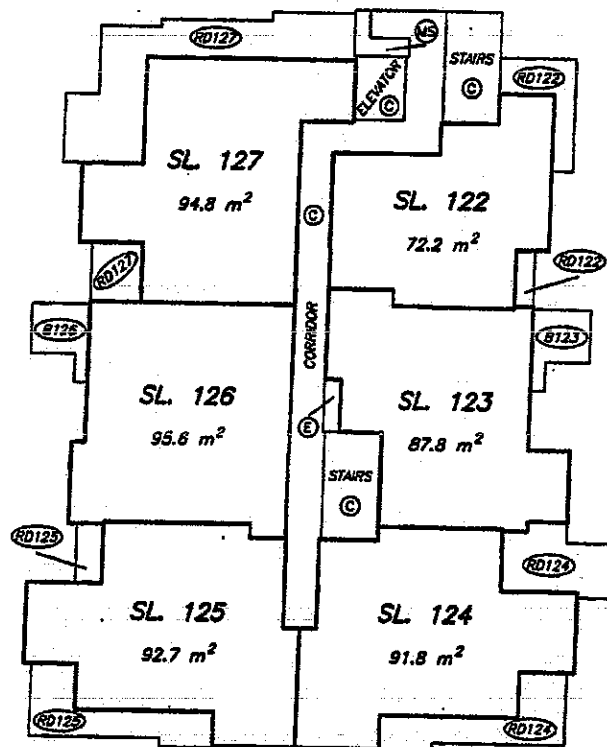 RD127
MS
STAIRS
C
ELEVATOR
C
RD122
SL. 127
94.8 m²
SL. 122
72.2 m²
C
RD122
RD127
B126
B123
CORRIDOR
SL. 126
95.6 m²
SL. 123
87.8 m²
E
STAIRS
C
RD125
RD124
SL. 125
92.7 m²
SL. 124
91.8 m²
RD125
RD124